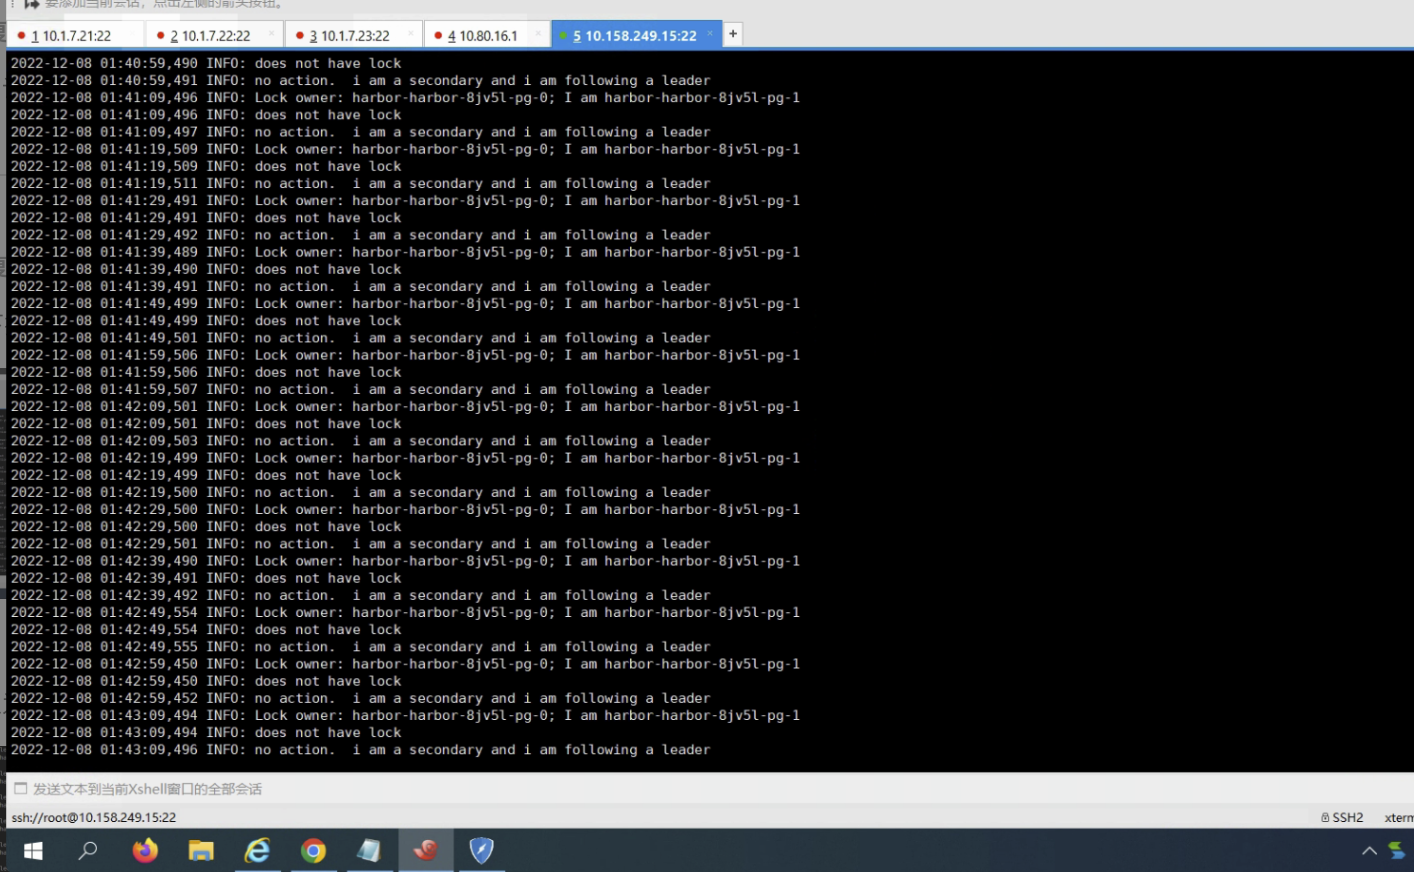 要添加当前会话，点击左侧的箭头按钮。
1 10.1.7.21:22 × 2 10.1.7.22:22 × 3 10.1.7.23:22 × 4 10.80.16.1 × 5 10.158.249.15:22 × +
2022-12-08 01:40:59,490 INFO: does not have lock
2022-12-08 01:40:59,491 INFO: no action.  i am a secondary and i am following a leader
2022-12-08 01:41:09,496 INFO: Lock owner: harbor-harbor-8jv5l-pg-0; I am harbor-harbor-8jv5l-pg-1
2022-12-08 01:41:09,496 INFO: does not have lock
2022-12-08 01:41:09,497 INFO: no action.  i am a secondary and i am following a leader
2022-12-08 01:41:19,509 INFO: Lock owner: harbor-harbor-8jv5l-pg-0; I am harbor-harbor-8jv5l-pg-1
2022-12-08 01:41:19,509 INFO: does not have lock
2022-12-08 01:41:19,511 INFO: no action.  i am a secondary and i am following a leader
2022-12-08 01:41:29,491 INFO: Lock owner: harbor-harbor-8jv5l-pg-0; I am harbor-harbor-8jv5l-pg-1
2022-12-08 01:41:29,491 INFO: does not have lock
2022-12-08 01:41:29,492 INFO: no action.  i am a secondary and i am following a leader
2022-12-08 01:41:39,489 INFO: Lock owner: harbor-harbor-8jv5l-pg-0; I am harbor-harbor-8jv5l-pg-1
2022-12-08 01:41:39,490 INFO: does not have lock
2022-12-08 01:41:39,491 INFO: no action.  i am a secondary and i am following a leader
2022-12-08 01:41:49,499 INFO: Lock owner: harbor-harbor-8jv5l-pg-0; I am harbor-harbor-8jv5l-pg-1
2022-12-08 01:41:49,499 INFO: does not have lock
2022-12-08 01:41:49,501 INFO: no action.  i am a secondary and i am following a leader
2022-12-08 01:41:59,506 INFO: Lock owner: harbor-harbor-8jv5l-pg-0; I am harbor-harbor-8jv5l-pg-1
2022-12-08 01:41:59,506 INFO: does not have lock
2022-12-08 01:41:59,507 INFO: no action.  i am a secondary and i am following a leader
2022-12-08 01:42:09,501 INFO: Lock owner: harbor-harbor-8jv5l-pg-0; I am harbor-harbor-8jv5l-pg-1
2022-12-08 01:42:09,501 INFO: does not have lock
2022-12-08 01:42:09,503 INFO: no action.  i am a secondary and i am following a leader
2022-12-08 01:42:19,499 INFO: Lock owner: harbor-harbor-8jv5l-pg-0; I am harbor-harbor-8jv5l-pg-1
2022-12-08 01:42:19,499 INFO: does not have lock
2022-12-08 01:42:19,500 INFO: no action.  i am a secondary and i am following a leader
2022-12-08 01:42:29,500 INFO: Lock owner: harbor-harbor-8jv5l-pg-0; I am harbor-harbor-8jv5l-pg-1
2022-12-08 01:42:29,500 INFO: does not have lock
2022-12-08 01:42:29,501 INFO: no action.  i am a secondary and i am following a leader
2022-12-08 01:42:39,490 INFO: Lock owner: harbor-harbor-8jv5l-pg-0; I am harbor-harbor-8jv5l-pg-1
2022-12-08 01:42:39,491 INFO: does not have lock
2022-12-08 01:42:39,492 INFO: no action.  i am a secondary and i am following a leader
2022-12-08 01:42:49,554 INFO: Lock owner: harbor-harbor-8jv5l-pg-0; I am harbor-harbor-8jv5l-pg-1
2022-12-08 01:42:49,554 INFO: does not have lock
2022-12-08 01:42:49,555 INFO: no action.  i am a secondary and i am following a leader
2022-12-08 01:42:59,450 INFO: Lock owner: harbor-harbor-8jv5l-pg-0; I am harbor-harbor-8jv5l-pg-1
2022-12-08 01:42:59,450 INFO: does not have lock
2022-12-08 01:42:59,452 INFO: no action.  i am a secondary and i am following a leader
2022-12-08 01:43:09,494 INFO: Lock owner: harbor-harbor-8jv5l-pg-0; I am harbor-harbor-8jv5l-pg-1
2022-12-08 01:43:09,494 INFO: does not have lock
2022-12-08 01:43:09,496 INFO: no action.  i am a secondary and i am following a leader
发送文本到当前Xshell窗口的全部会话
ssh://root@10.158.249.15:22 SSH2 xterm